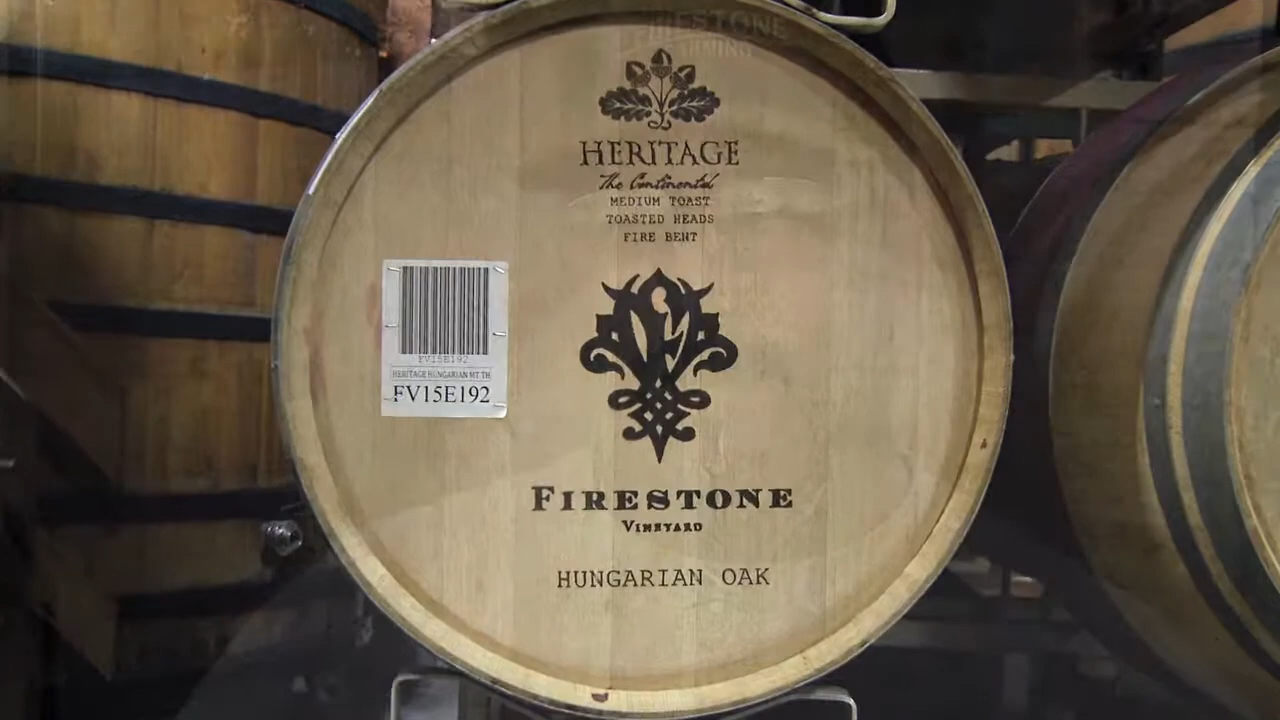 HERITAGE
The Continental
MEDIUM TOAST
TOASTED HEADS
FIRE BENT
FV15E192
HERITAGE HUNGARIAN MT TH
FV15E192
FIRESTONE
VINEYARD
HUNGARIAN OAK